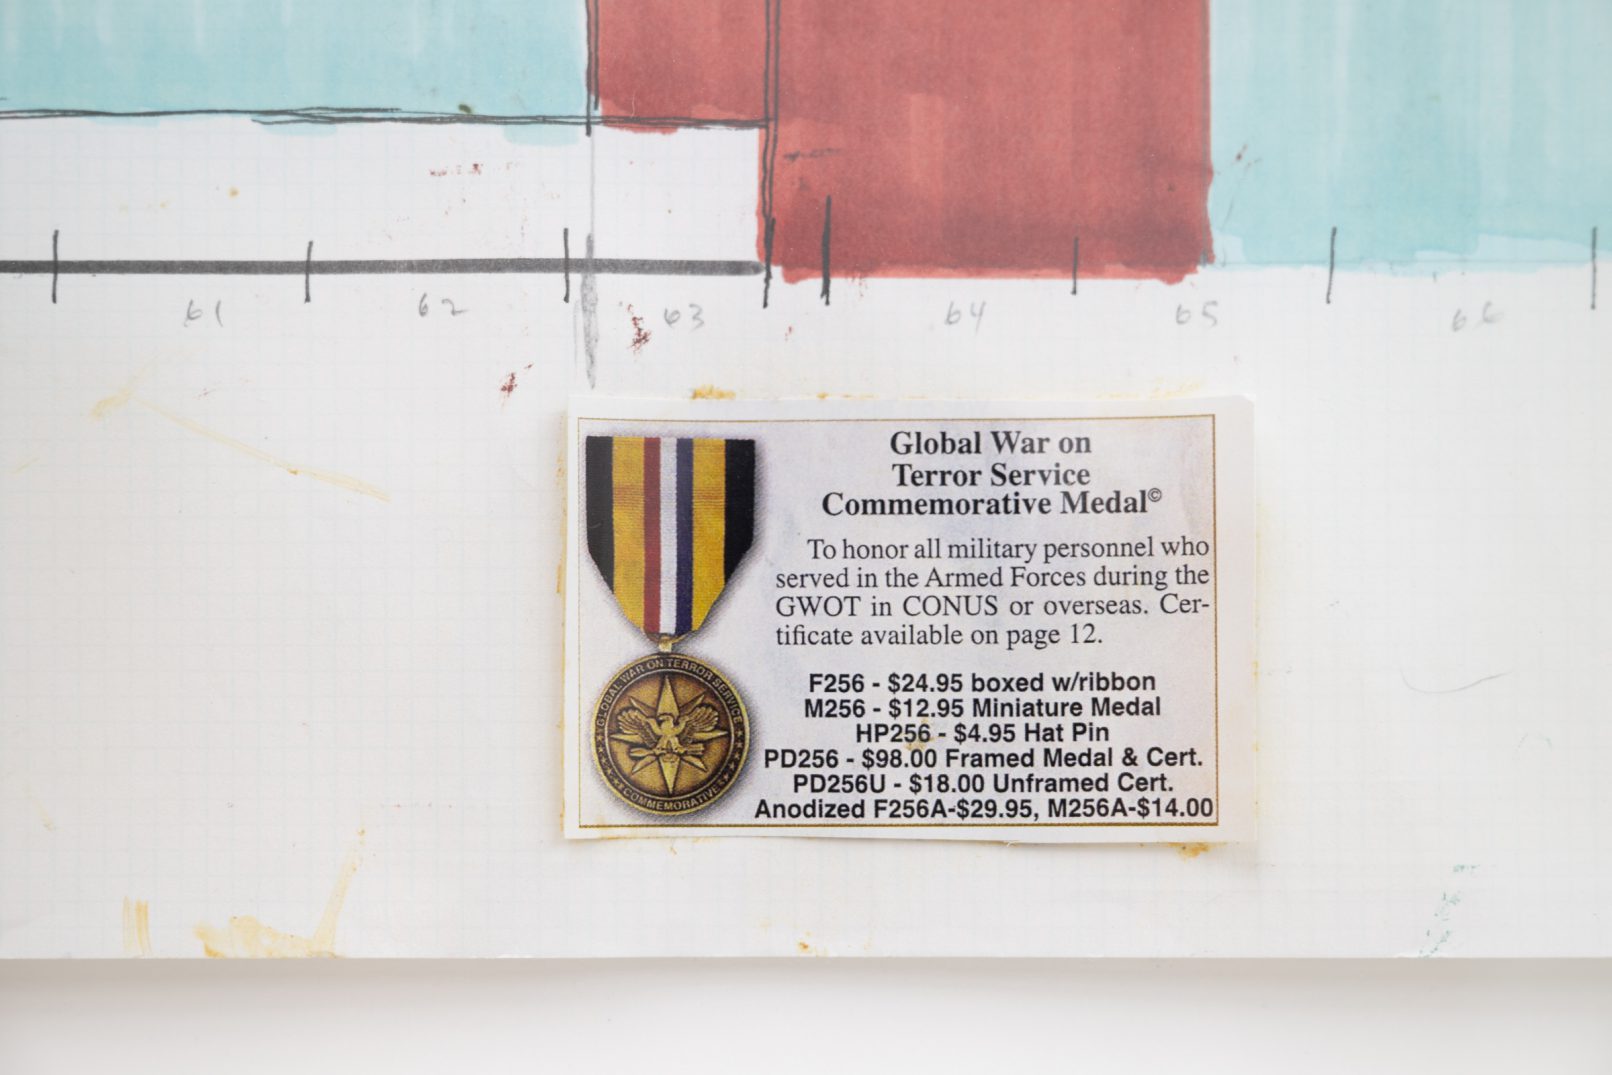 61 62 63 64 65 66
Global War on
Terror Service
Commemorative Medal©
To honor all military personnel who
served in the Armed Forces during the
GWOT in CONUS or overseas. Cer-
tificate available on page 12.
F256 - $24.95 boxed w/ribbon
M256 - $12.95 Miniature Medal
HP256 - $4.95 Hat Pin
PD256 - $98.00 Framed Medal & Cert.
PD256U - $18.00 Unframed Cert.
Anodized F256A-$29.95, M256A-$14.00
GLOBAL WAR ON TERROR SERVICE
COMMEMORATIVE